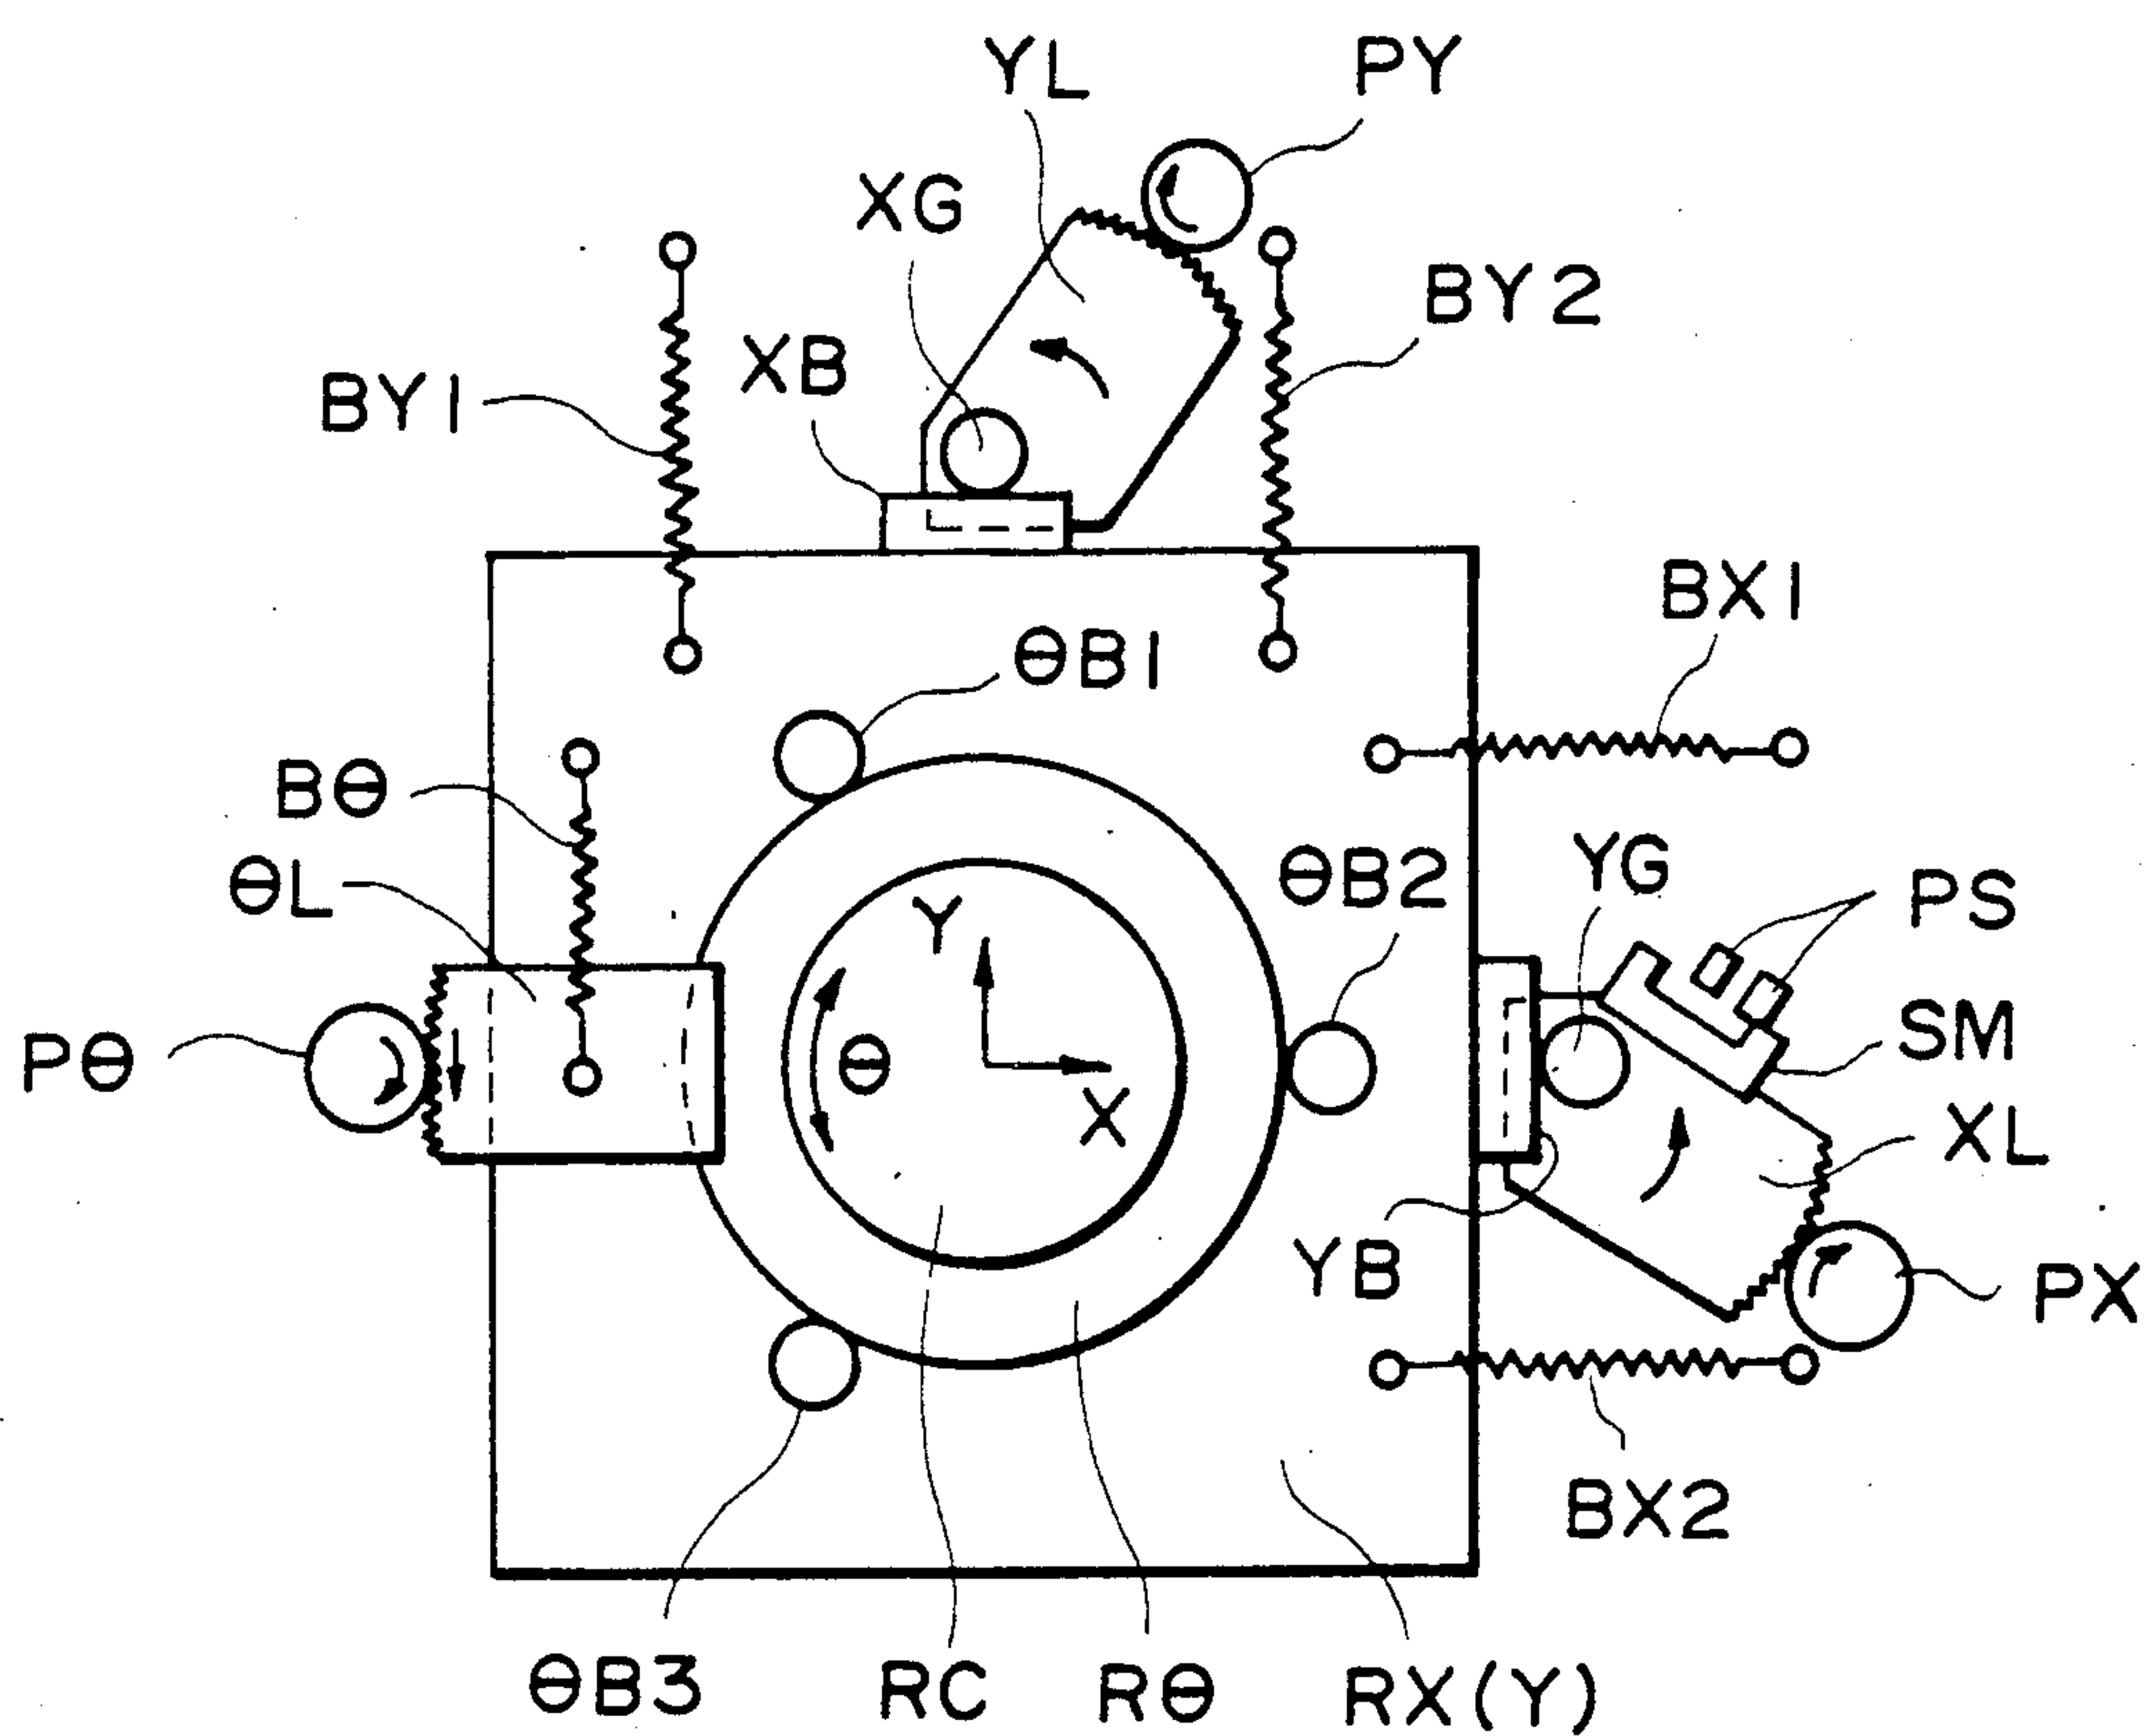 YL
PY
XG
XB
BY2
BY1
BX1
ΘB1
BΘ
ΘL
ΘB2
YG
PS
Y
SM
PΘ
Θ
X
XL
YB
PX
BX2
ΘB3
RC
RΘ
RX(Y)